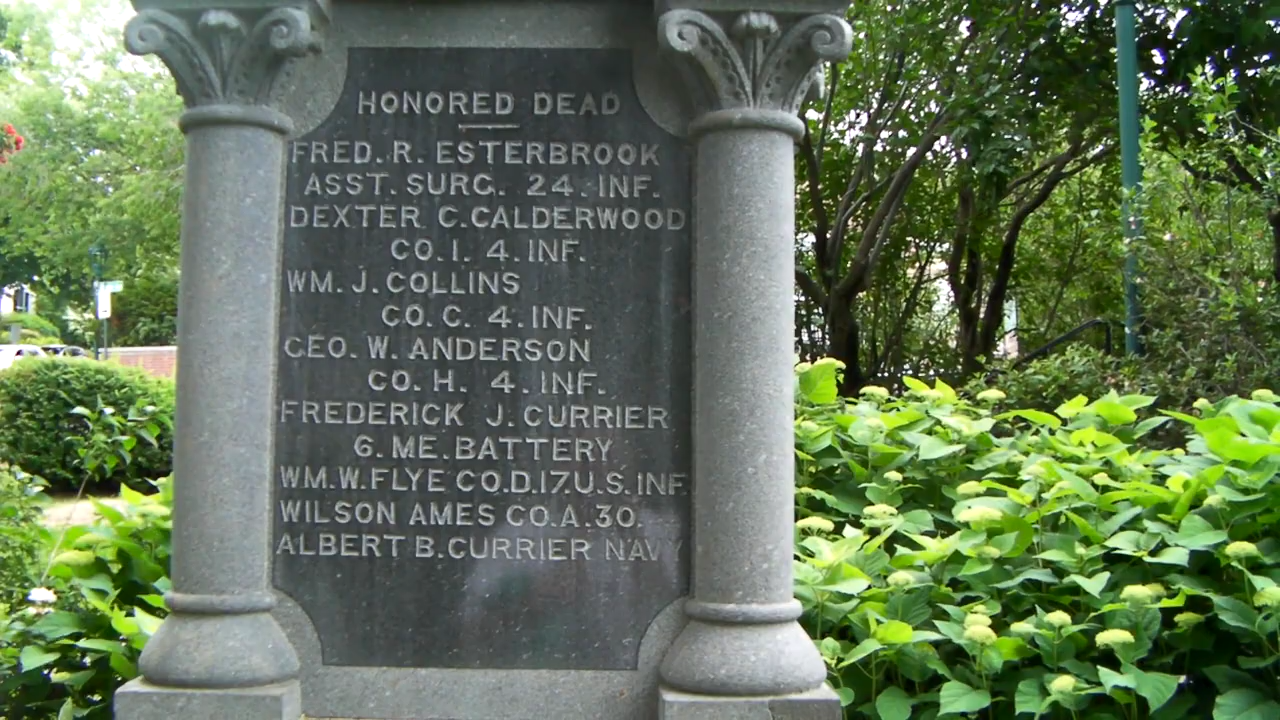 HONORED DEAD
FRED. R. ESTERBROOK
ASST. SURG. 24. INF.
DEXTER C. CALDERWOOD
CO. I. 4. INF.
WM. J. COLLINS
CO. C. 4. INF.
GEO. W. ANDERSON
CO. H. 4. INF.
FREDERICK J. CURRIER
6. ME. BATTERY
WM. W. FLYE CO. D. 17. U. S. INF.
WILSON AMES CO. A. 30.
ALBERT B. CURRIER NAVY